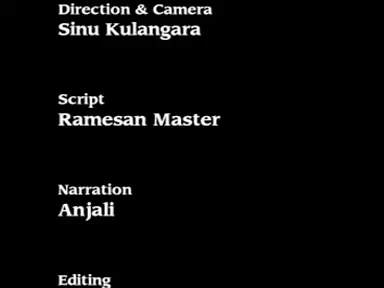 Direction & Camera
Sinu Kulangara
Script
Ramesan Master
Narration
Anjali
Editing